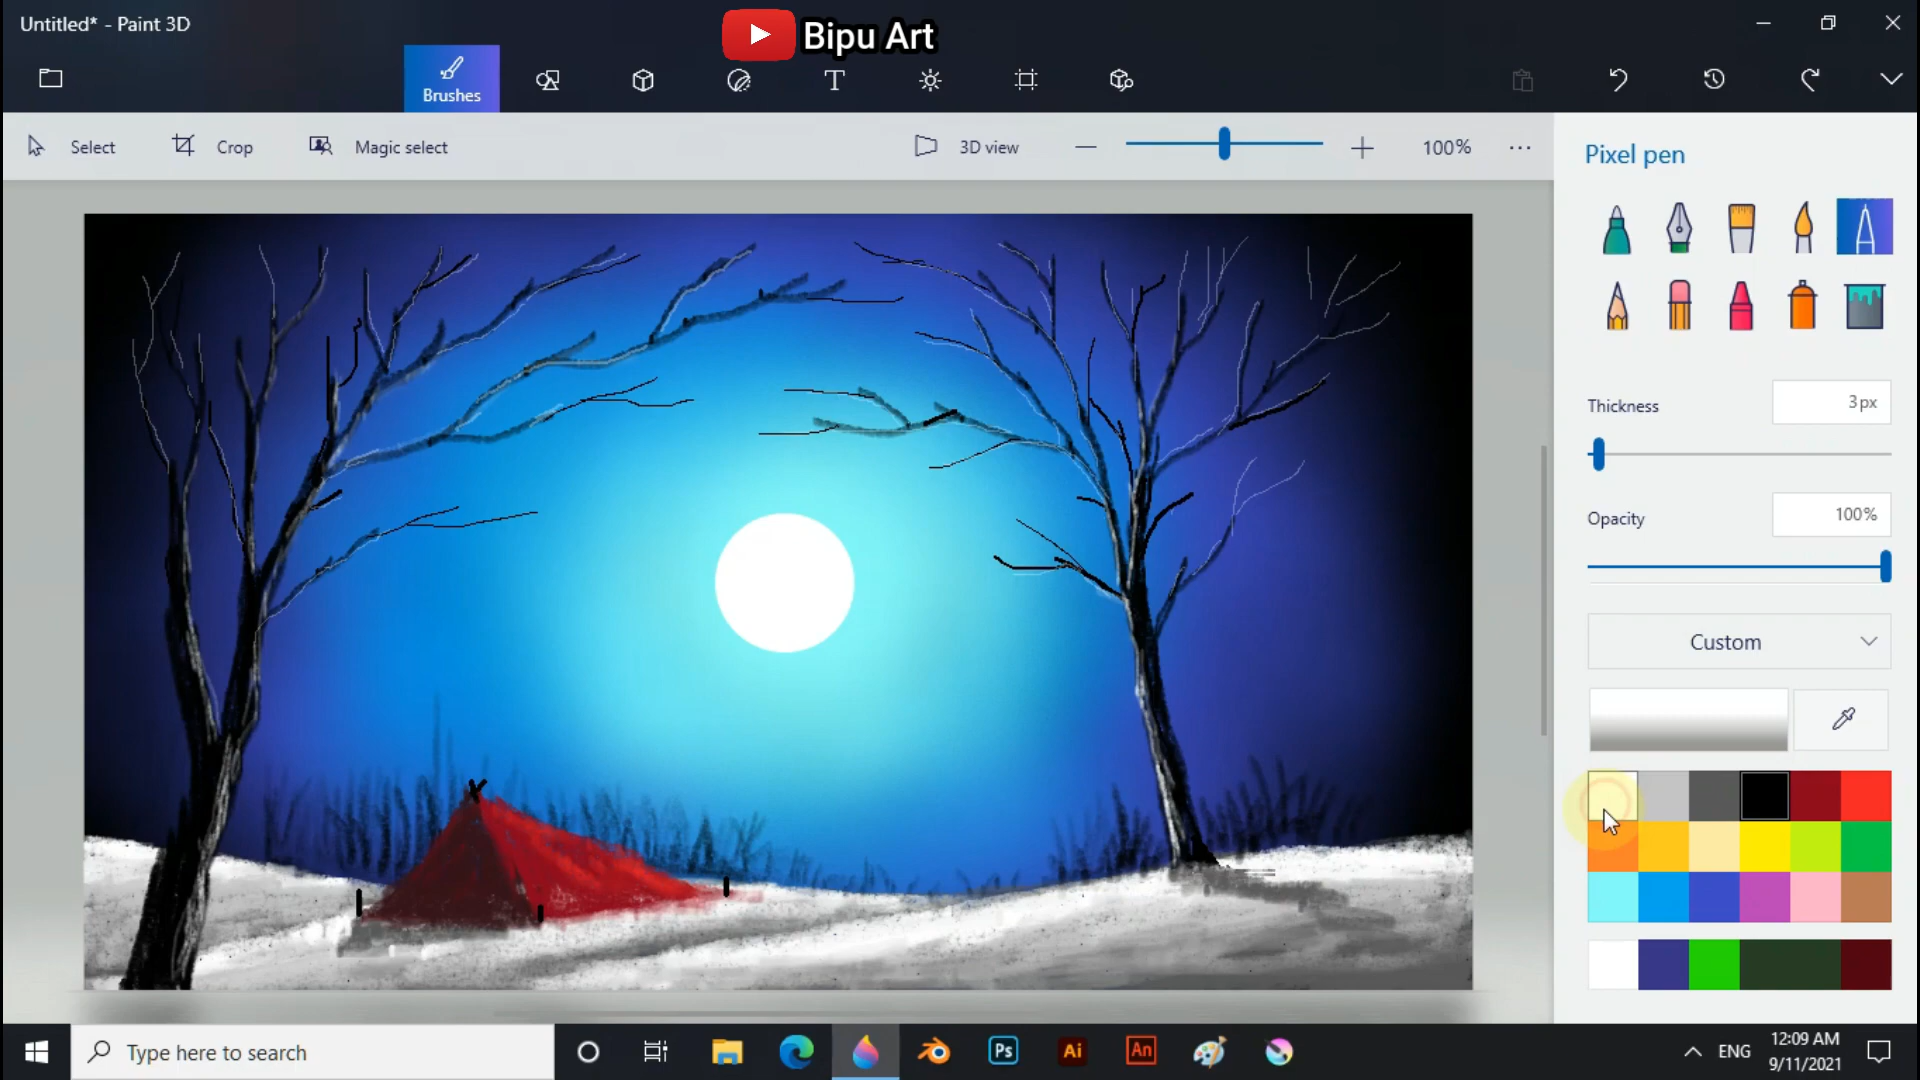 Untitled* - Paint 3D
Bipu Art
Brushes
T
Select
Crop
Magic select
3D view
100%
Pixel pen
Thickness
3px
Opacity
100%
Custom
Type here to search
Ps
Ai
An
ENG
12:09 AM
9/11/2021